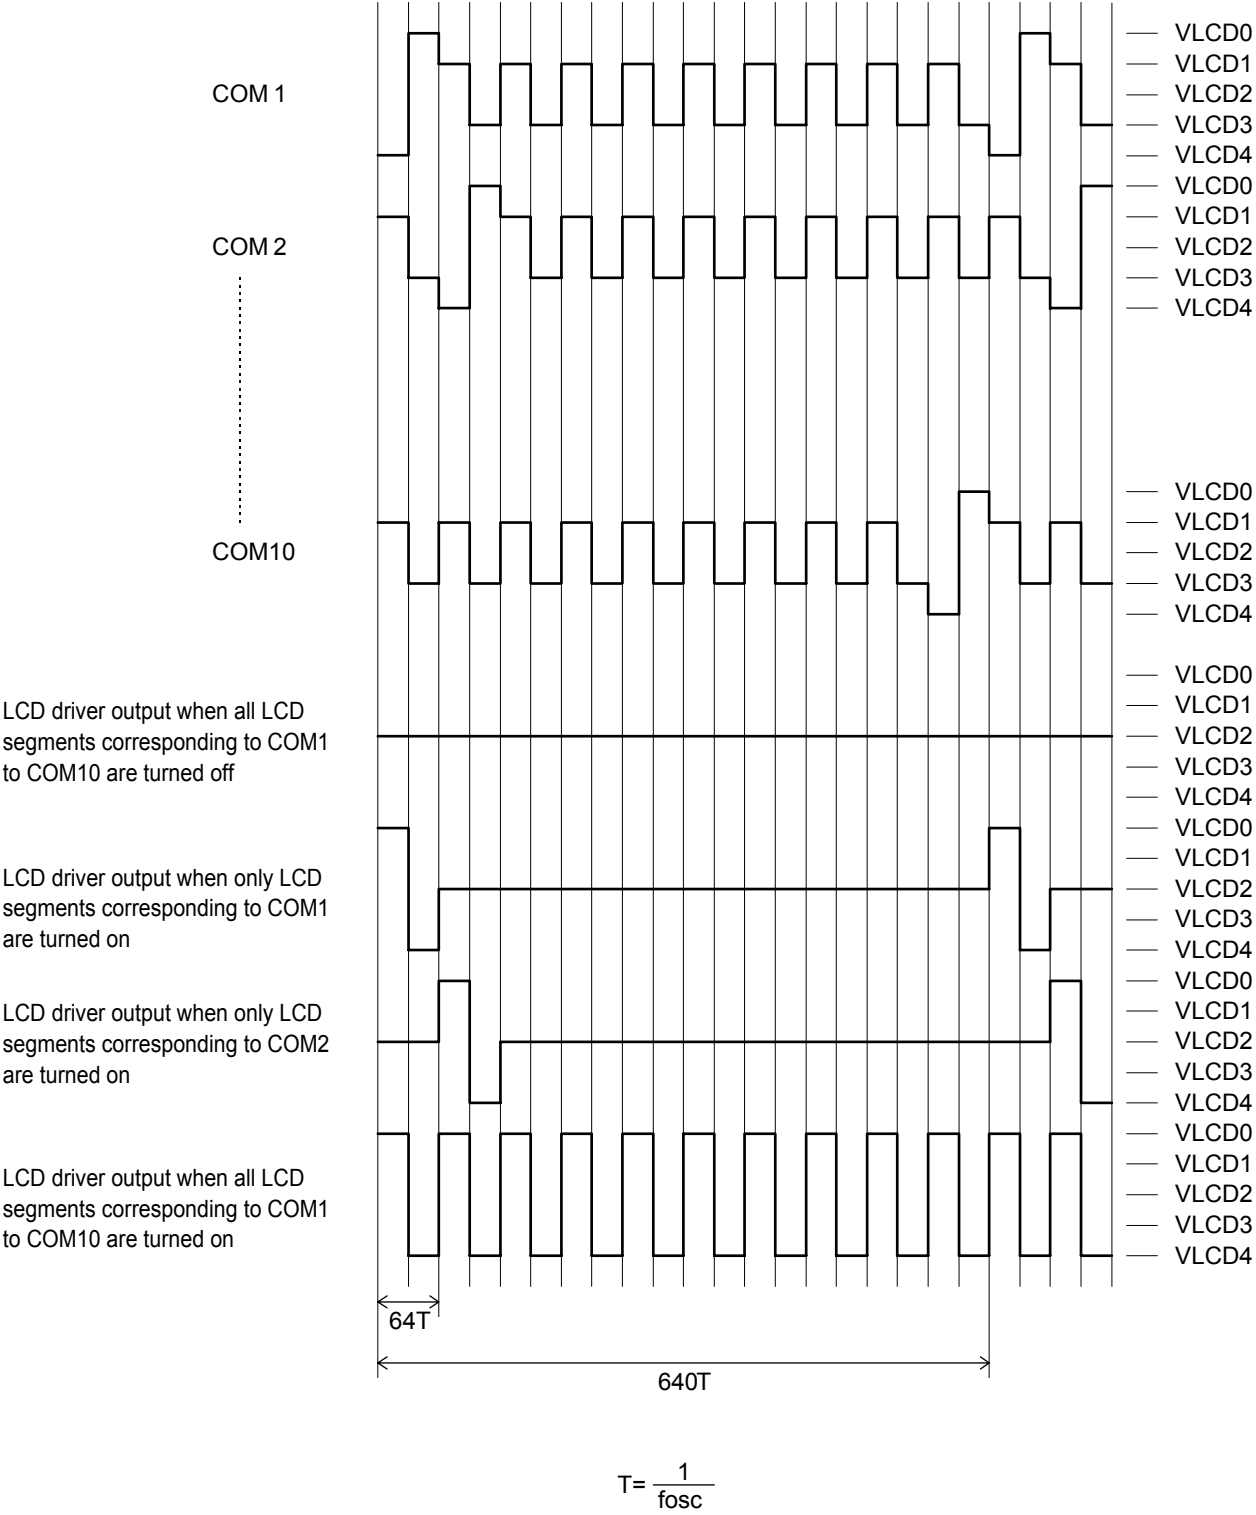 COM 1
VLCD0
VLCD1
VLCD2
VLCD3
VLCD4
COM 2
VLCD0
VLCD1
VLCD2
VLCD3
VLCD4
COM10
VLCD0
VLCD1
VLCD2
VLCD3
VLCD4
LCD driver output when all LCD
segments corresponding to COM1
to COM10 are turned off
VLCD0
VLCD1
VLCD2
VLCD3
VLCD4
LCD driver output when only LCD
segments corresponding to COM1
are turned on
VLCD0
VLCD1
VLCD2
VLCD3
VLCD4
LCD driver output when only LCD
segments corresponding to COM2
are turned on
VLCD0
VLCD1
VLCD2
VLCD3
VLCD4
LCD driver output when all LCD
segments corresponding to COM1
to COM10 are turned on
VLCD0
VLCD1
VLCD2
VLCD3
VLCD4
64T
640T
T= 1
fosc